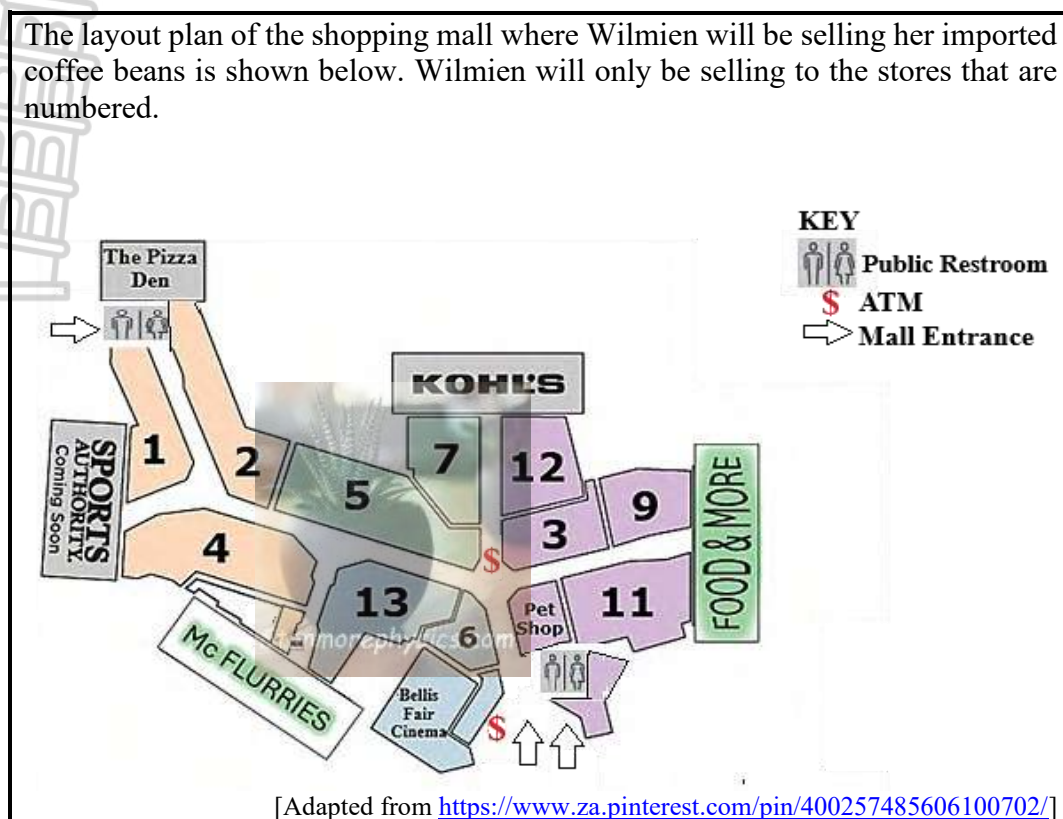 The layout plan of the shopping mall where Wilmien will be selling her imported
coffee beans is shown below. Wilmien will only be selling to the stores that are
numbered.
KEY
Public Restroom
$ ATM
Mall Entrance
The Pizza
Den
KOHL'S
SPORTS
AUTHORITY
Coming Soon
1
2
5
7
12
9
3
4
13
6
Pet
Shop
11
FOOD & MORE
$
Mc FLURRIES
Bellis
Fair
Cinema
$
[Adapted from https://www.za.pinterest.com/pin/400257485606100702/]